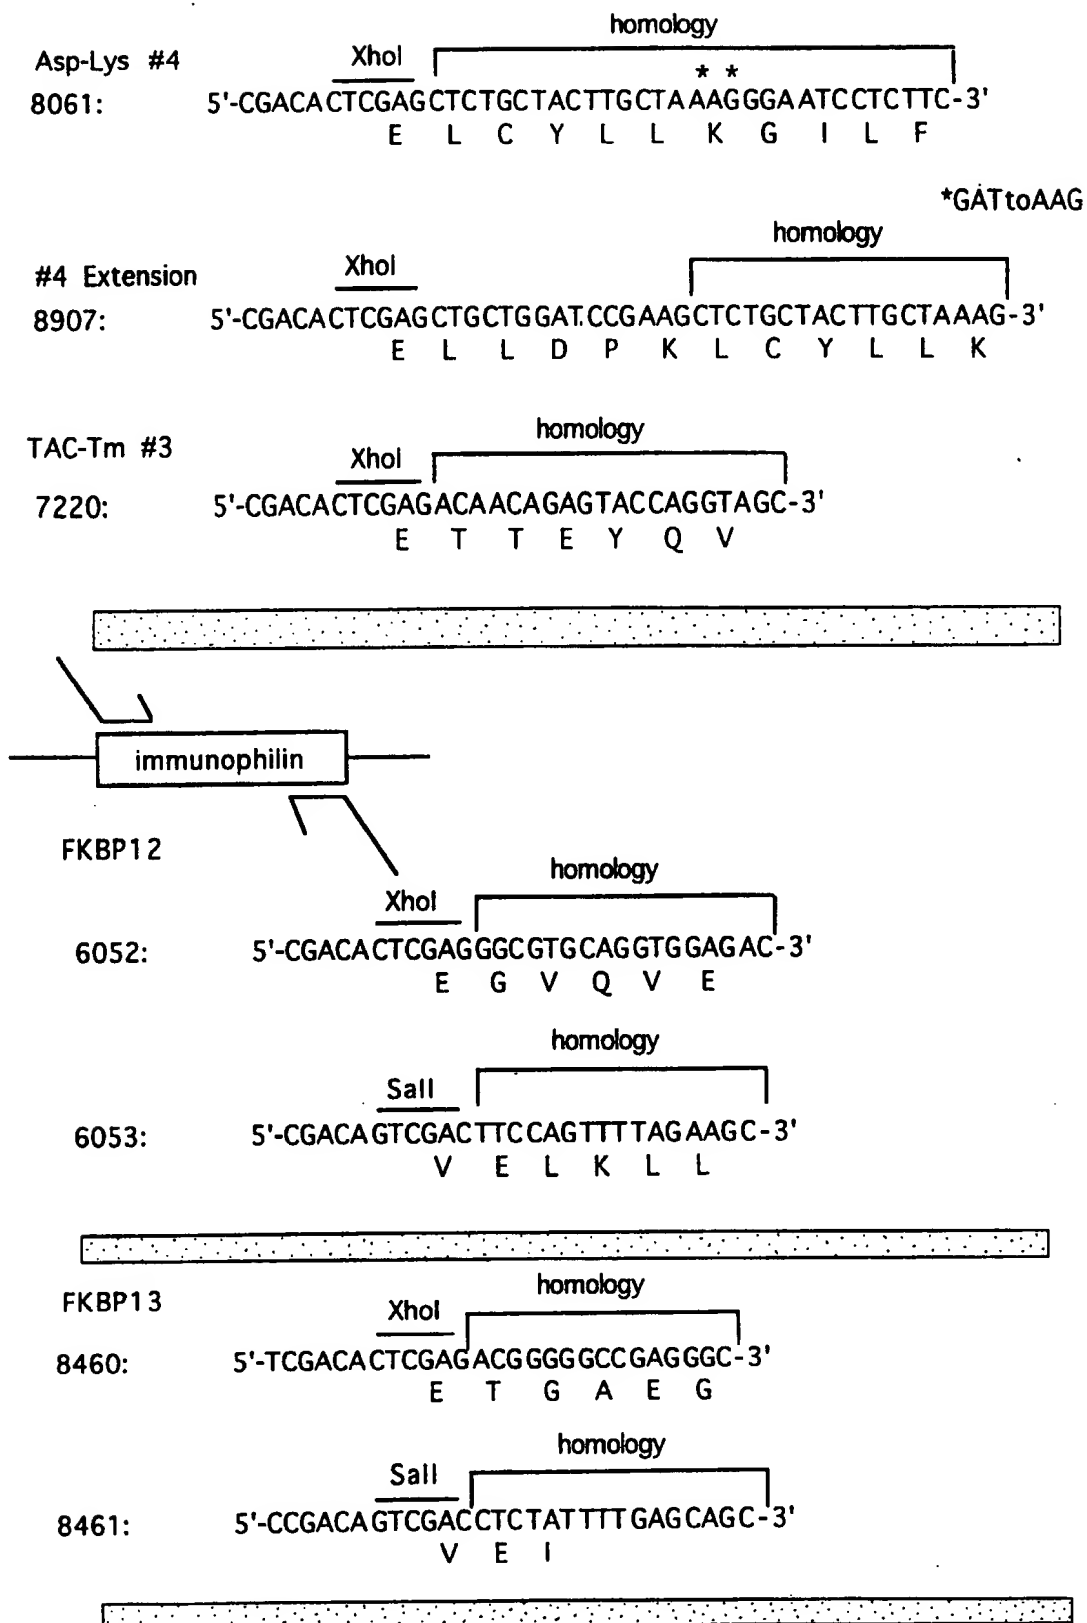 homology
Asp-Lys #4
XhoI
* *
8061: 5'-CGACACTCGAGCTCTGCTACTTGCTAAAGGGAATCCTCTTC-3'
E L C Y L L K G I L F
*GATtoAAG
homology
#4 Extension
XhoI
8907: 5'-CGACACTCGAGCTGCTGGAT.CCGAAGCTCTGCTACTTGCTAAAG-3'
E L L D P K L C Y L L K
homology
TAC-Tm #3
XhoI
7220: 5'-CGACACTCGAGACAACAGAGTACCAGGTAGC-3'
E T T E Y Q V
immunophilin
FKBP12
homology
XhoI
6052: 5'-CGACACTCGAGGGCGTGCAGGTGGAGAC-3'
E G V Q V E
homology
SalI
6053: 5'-CGACAGTCGACTTCCAGTTTTAGAAGC-3'
V E L K L L
FKBP13
homology
XhoI
8460: 5'-TCGACACTCGAGACGGGGGCCGAGGGC-3'
E T G A E G
homology
SalI
8461: 5'-CCGACAGTCGACCTCTATTTTGAGCAGC-3'
V E I